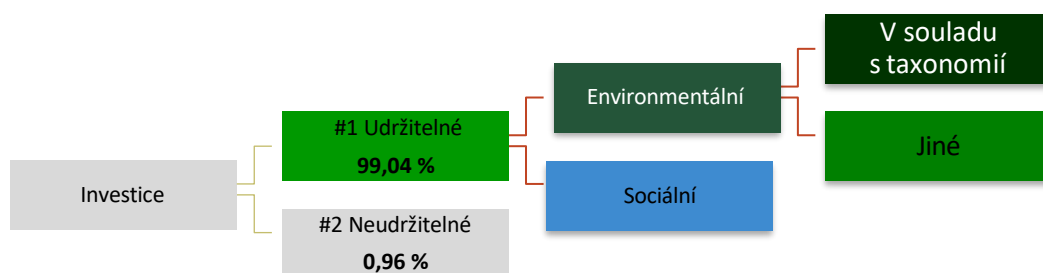 Investice
#1 Udržitelné
99,04 %
#2 Neudržitelné
0,96 %
Environmentální
Sociální
V souladu
s taxonomií
Jiné